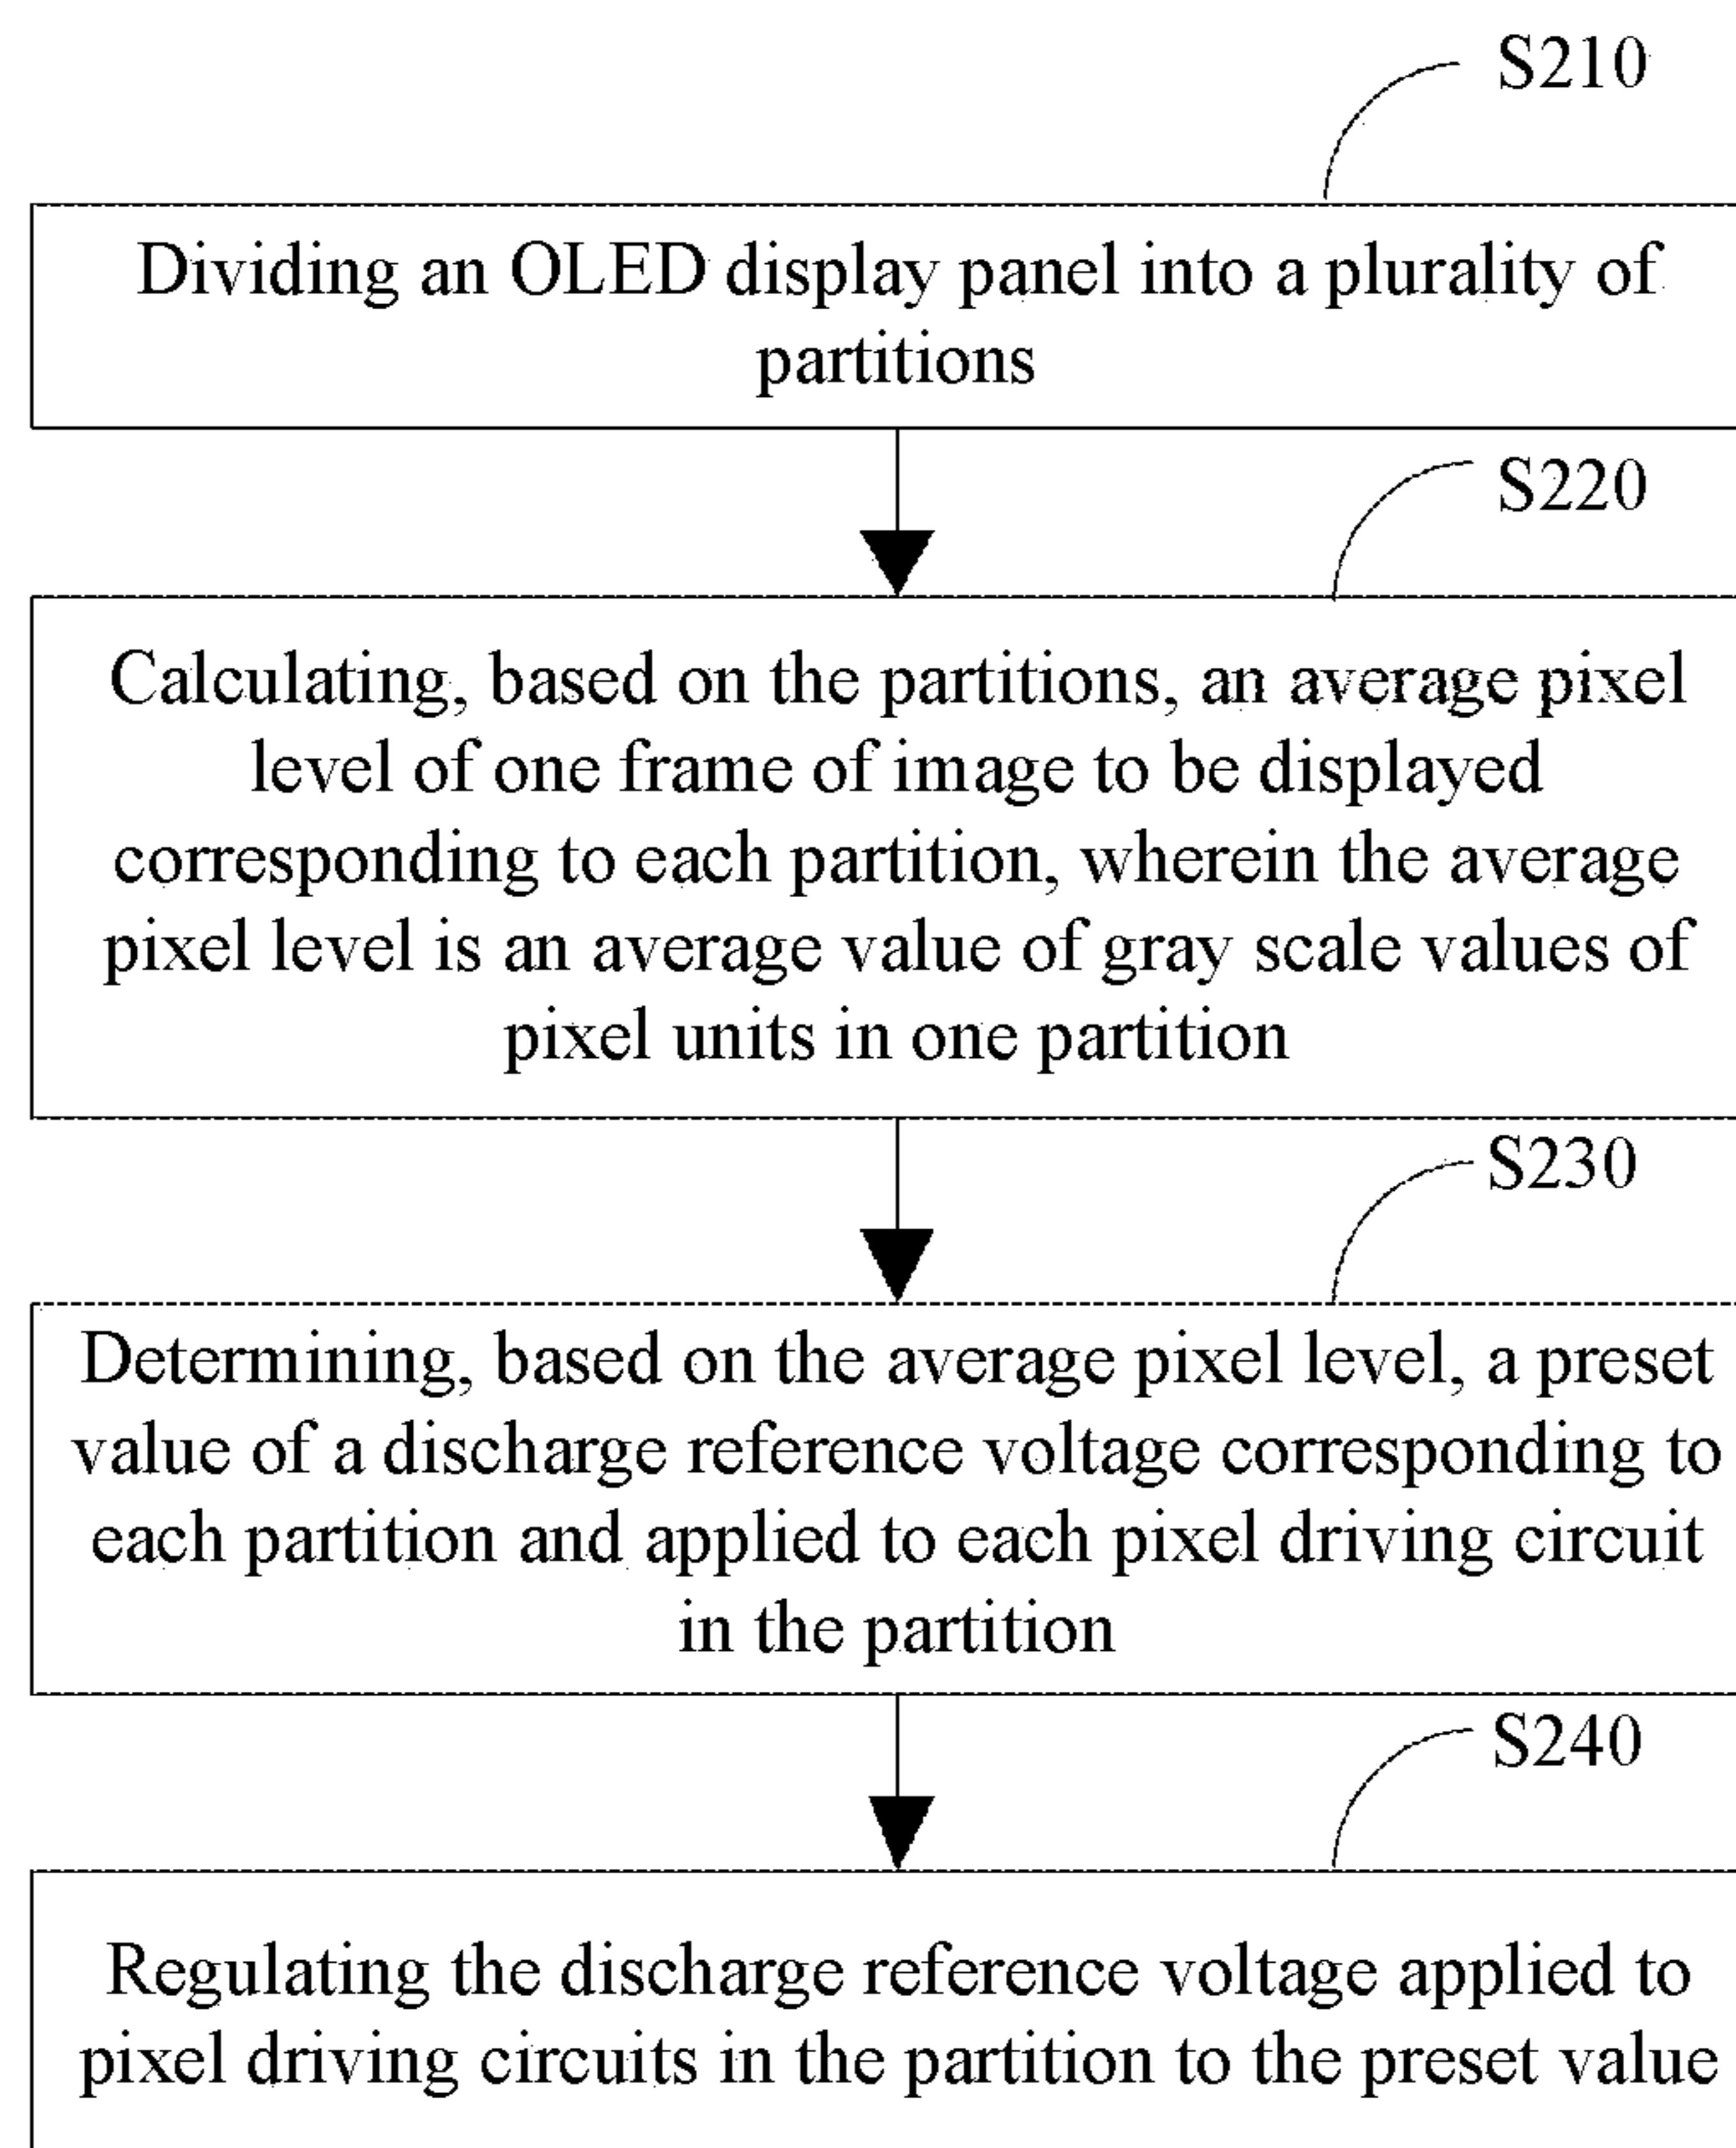 S210
Dividing an OLED display panel into a plurality of
partitions
S220
Calculating, based on the partitions, an average pixel
level of one frame of image to be displayed
corresponding to each partition, wherein the average
pixel level is an average value of gray scale values of
pixel units in one partition
S230
Determining, based on the average pixel level, a preset
value of a discharge reference voltage corresponding to
each partition and applied to each pixel driving circuit
in the partition
S240
Regulating the discharge reference voltage applied to
pixel driving circuits in the partition to the preset value